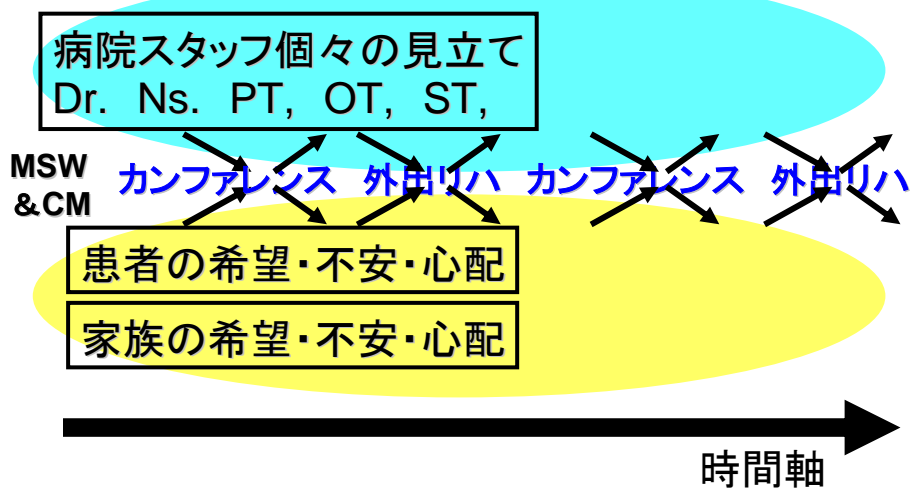 病院スタッフ個々の見立て
Dr. Ns. PT, OT, ST,
MSW
&CM
カンファレンス 外出リハ カンファレンス 外出リハ
患者の希望・不安・心配
家族の希望・不安・心配
時間軸